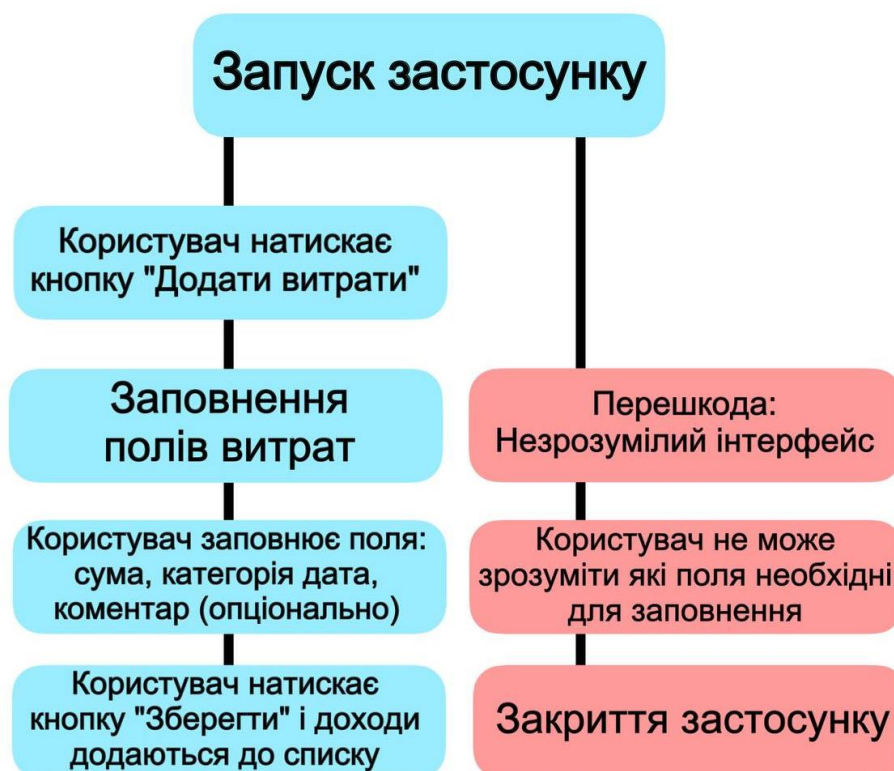 Запуск застосунку
Користувач натискає
кнопку "Додати витрати"
Заповнення
полів витрат
Користувач заповнює поля:
сума, категорія дата,
коментар (опціонально)
Користувач натискає
кнопку "Зберегти" і доходи
додаються до списку
Перешкода:
Незрозумілий інтерфейс
Користувач не може
зрозуміти які поля необхідні
для заповнення
Закриття застосунку